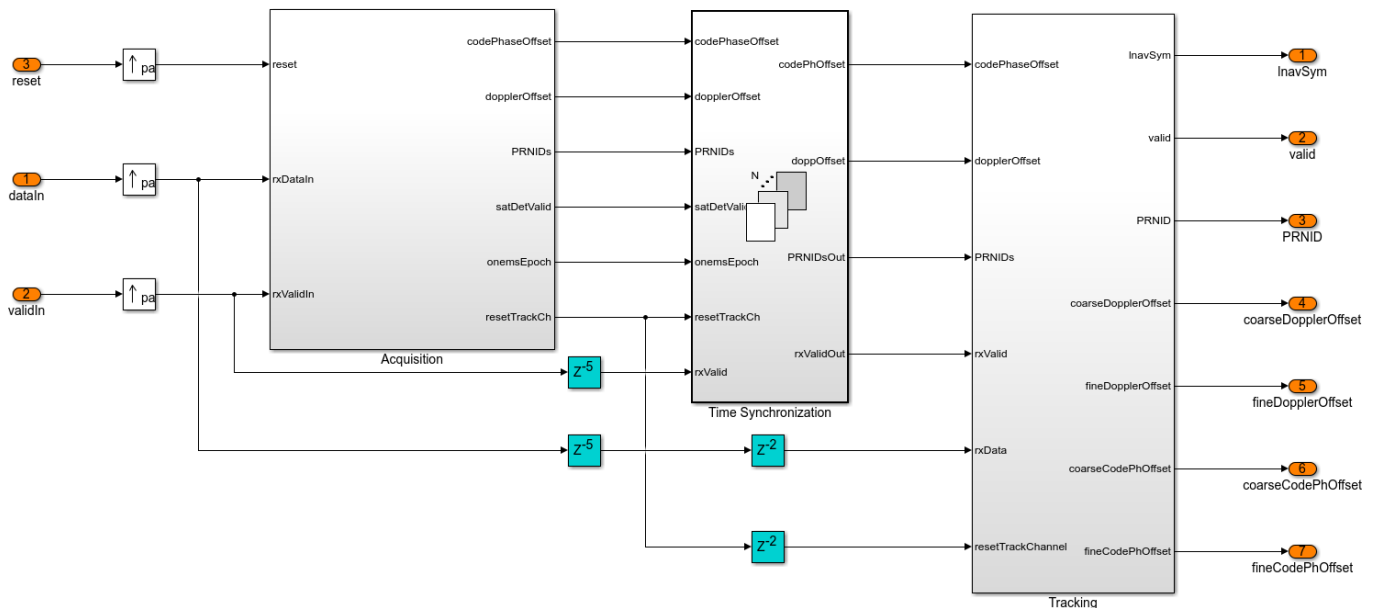 3
reset
↑ pa
1
dataIn
↑ pa
2
validIn
↑ pa
reset
rxDataIn
rxValidIn
codePhaseOffset
dopplerOffset
PRNIDs
satDetValid
onemsEpoch
resetTrackCh
Acquisition
Z-5
Z-5
codePhaseOffset
dopplerOffset
PRNIDs
onemsEpoch
resetTrackCh
rxValid
N
codePhOffset
doppOffset
PRNIDsOut
rxValidOut
Time Synchronization
Z-2
Z-2
codePhaseOffset
dopplerOffset
PRNIDs
rxValid
rxData
resetTrackChannel
lnavSym
valid
PRNID
coarseDopplerOffset
fineDopplerOffset
coarseCodePhOffset
fineCodePhOffset
Tracking
1
lnavSym
2
valid
3
PRNID
4
coarseDopplerOffset
5
fineDopplerOffset
6
coarseCodePhOffset
7
fineCodePhOffset